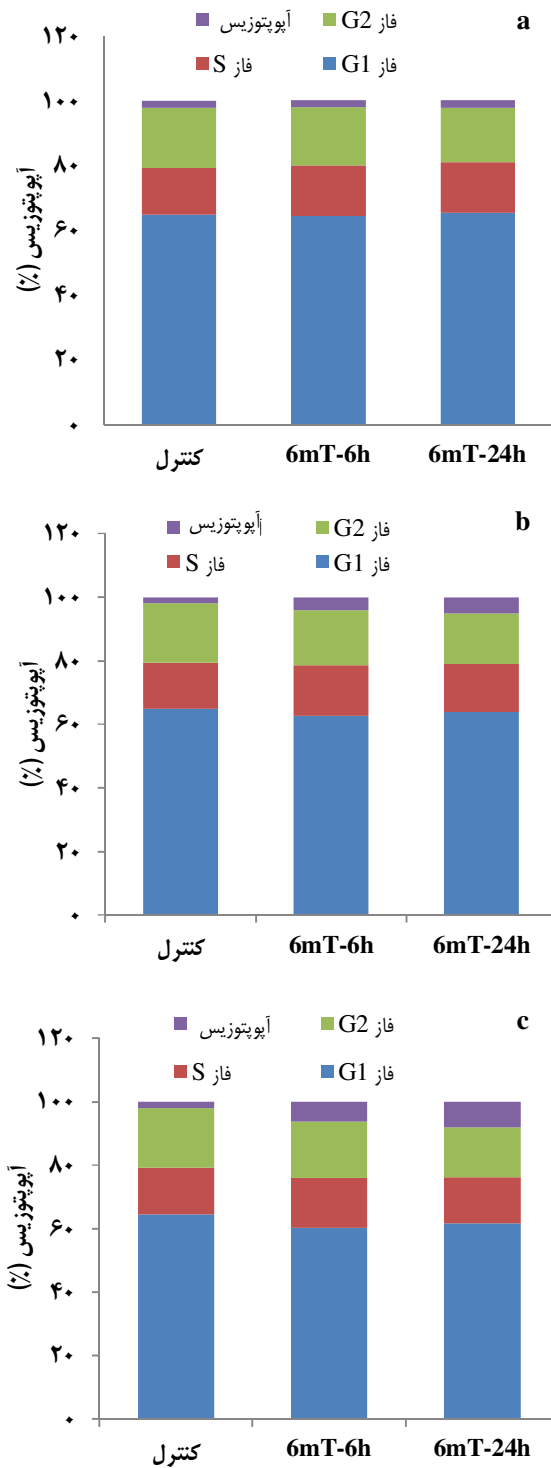 a
آپوپتوزیس فاز G2
فاز S فاز G1
آپوپتوزیس (%)
۱۲۰
۱۰۰
۸۰
۶۰
۴۰
۲۰
۰
کنترل 6mT-6h 6mT-24h
b
آپوپتوزیس فاز G2
فاز S فاز G1
آپوپتوزیس (%)
۱۲۰
۱۰۰
۸۰
۶۰
۴۰
۲۰
۰
کنترل 6mT-6h 6mT-24h
c
آپوپتوزیس فاز G2
فاز S فاز G1
آپوپتوزیس (%)
۱۲۰
۱۰۰
۸۰
۶۰
۴۰
۲۰
۰
کنترل 6mT-6h 6mT-24h